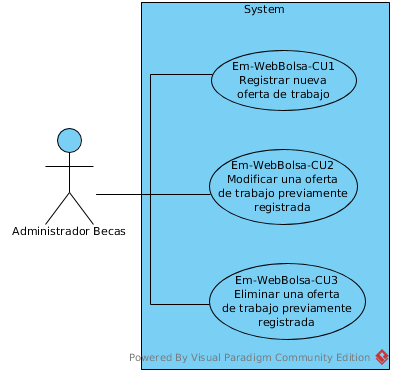 System
Em-WebBolsa-CU1
Registrar nueva
oferta de trabajo
Em-WebBolsa-CU2
Modificar una oferta
de trabajo previamente
registrada
Administrador Becas
Em-WebBolsa-CU3
Eliminar una oferta
de trabajo previamente
registrada
Powered By Visual Paradigm Community Edition